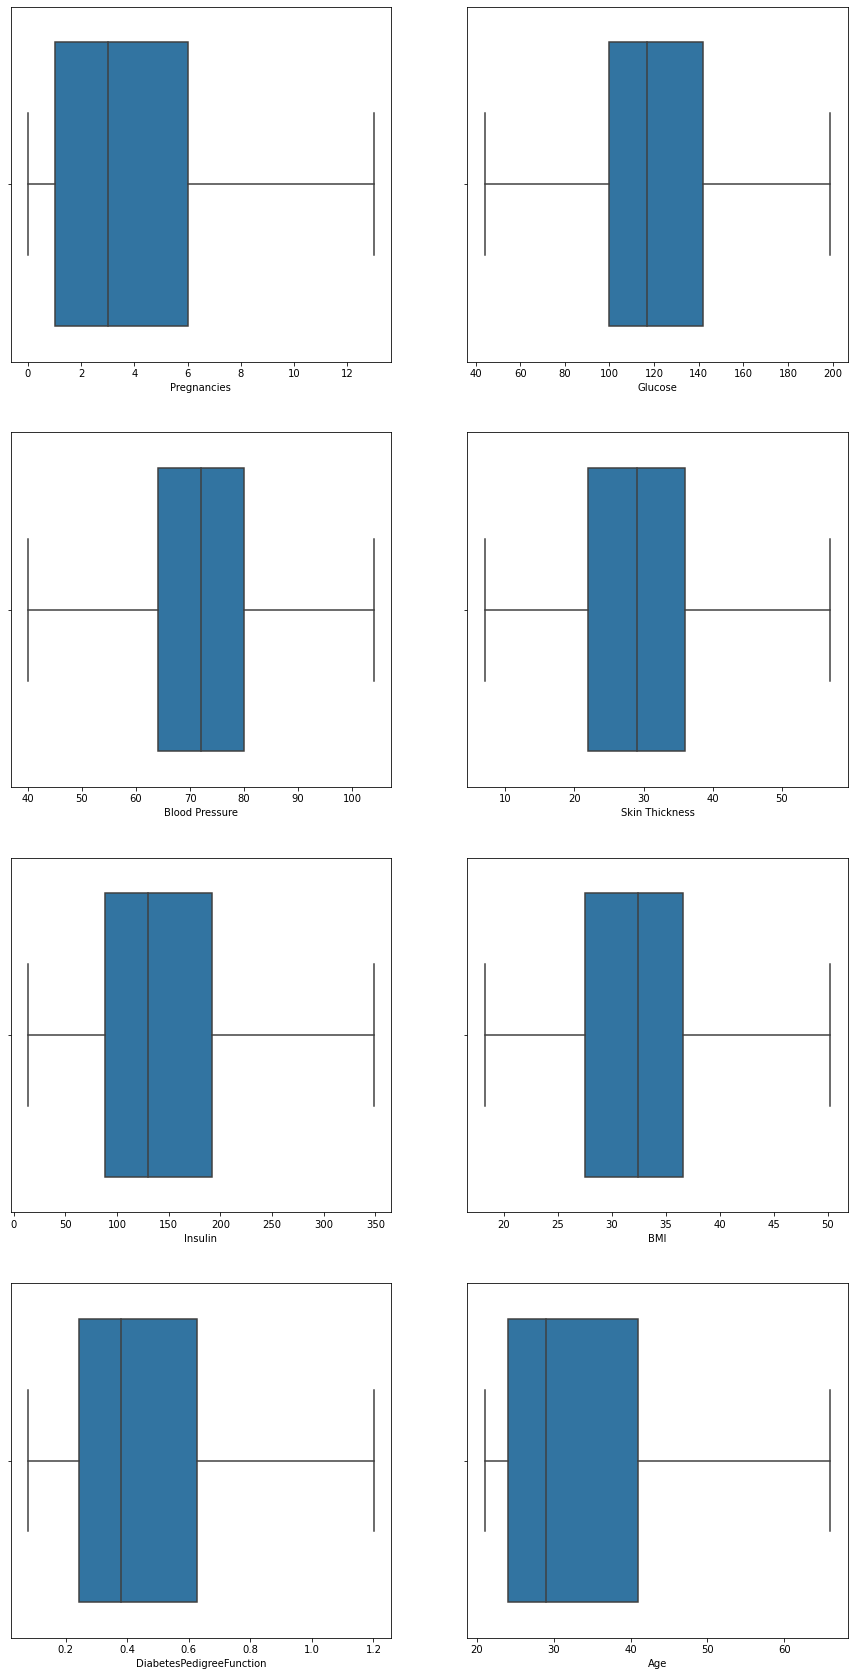 0 2 4 6 8 10 12
Pregnancies
40 60 80 100 120 140 160 180 200
Glucose
40 50 60 70 80 90 100
Blood Pressure
10 20 30 40 50
Skin Thickness
0 50 100 150 200 250 300 350
Insulin
20 25 30 35 40 45 50
BMI
0.2 0.4 0.6 0.8 1.0 1.2
DiabetesPedigreeFunction
20 30 40 50 60
Age